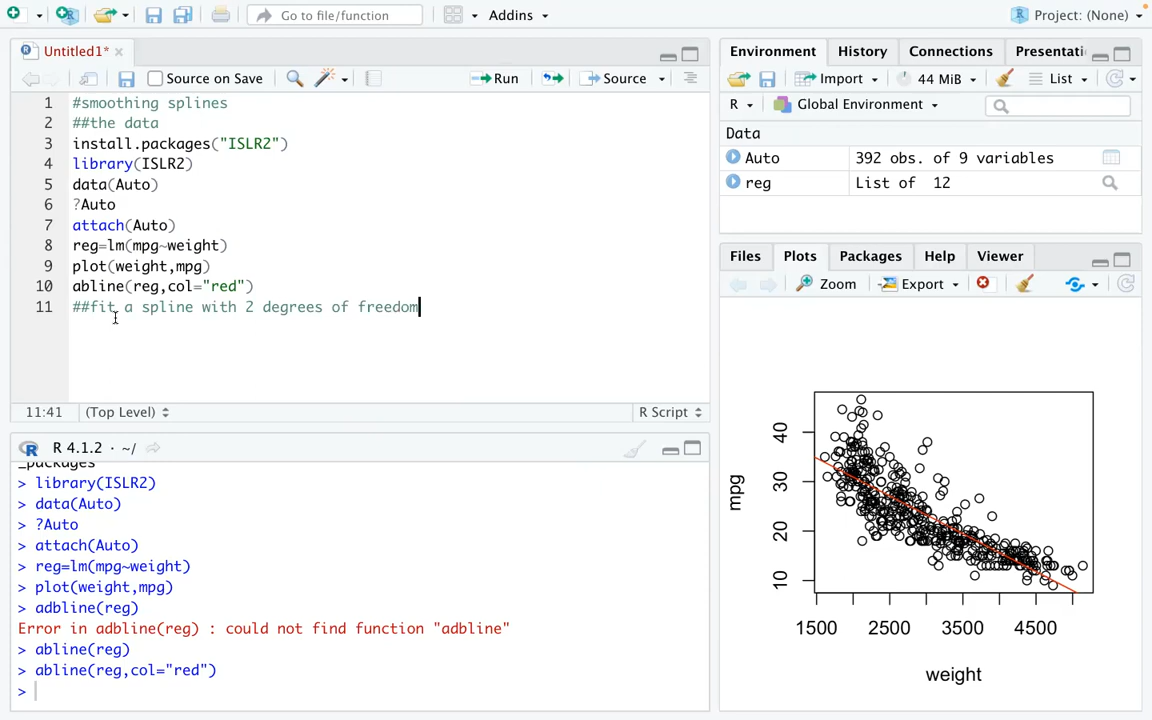 Go to file/function
Addins
Project: (None)
Untitled1*
Source on Save
Run
Source
1 #smoothing splines
2 ##the data
3 install.packages("ISLR2")
4 library(ISLR2)
5 data(Auto)
6 ?Auto
7 attach(Auto)
8 reg=lm(mpg~weight)
9 plot(weight,mpg)
10 abline(reg,col="red")
11 ##fit a spline with 2 degrees of freedom
11:41 (Top Level) R Script
R 4.1.2 · ~/
_packages
> library(ISLR2)
> data(Auto)
> ?Auto
> attach(Auto)
> reg=lm(mpg~weight)
> plot(weight,mpg)
> adbline(reg)
Error in adbline(reg) : could not find function "adbline"
> abline(reg)
> abline(reg,col="red")
>
Environment History Connections Presentati
Import 44 MiB List
R Global Environment
Data
Auto 392 obs. of 9 variables
reg List of 12
Files Plots Packages Help Viewer
Zoom Export
mpg
40
30
20
10
1500 2500 3500 4500
weight